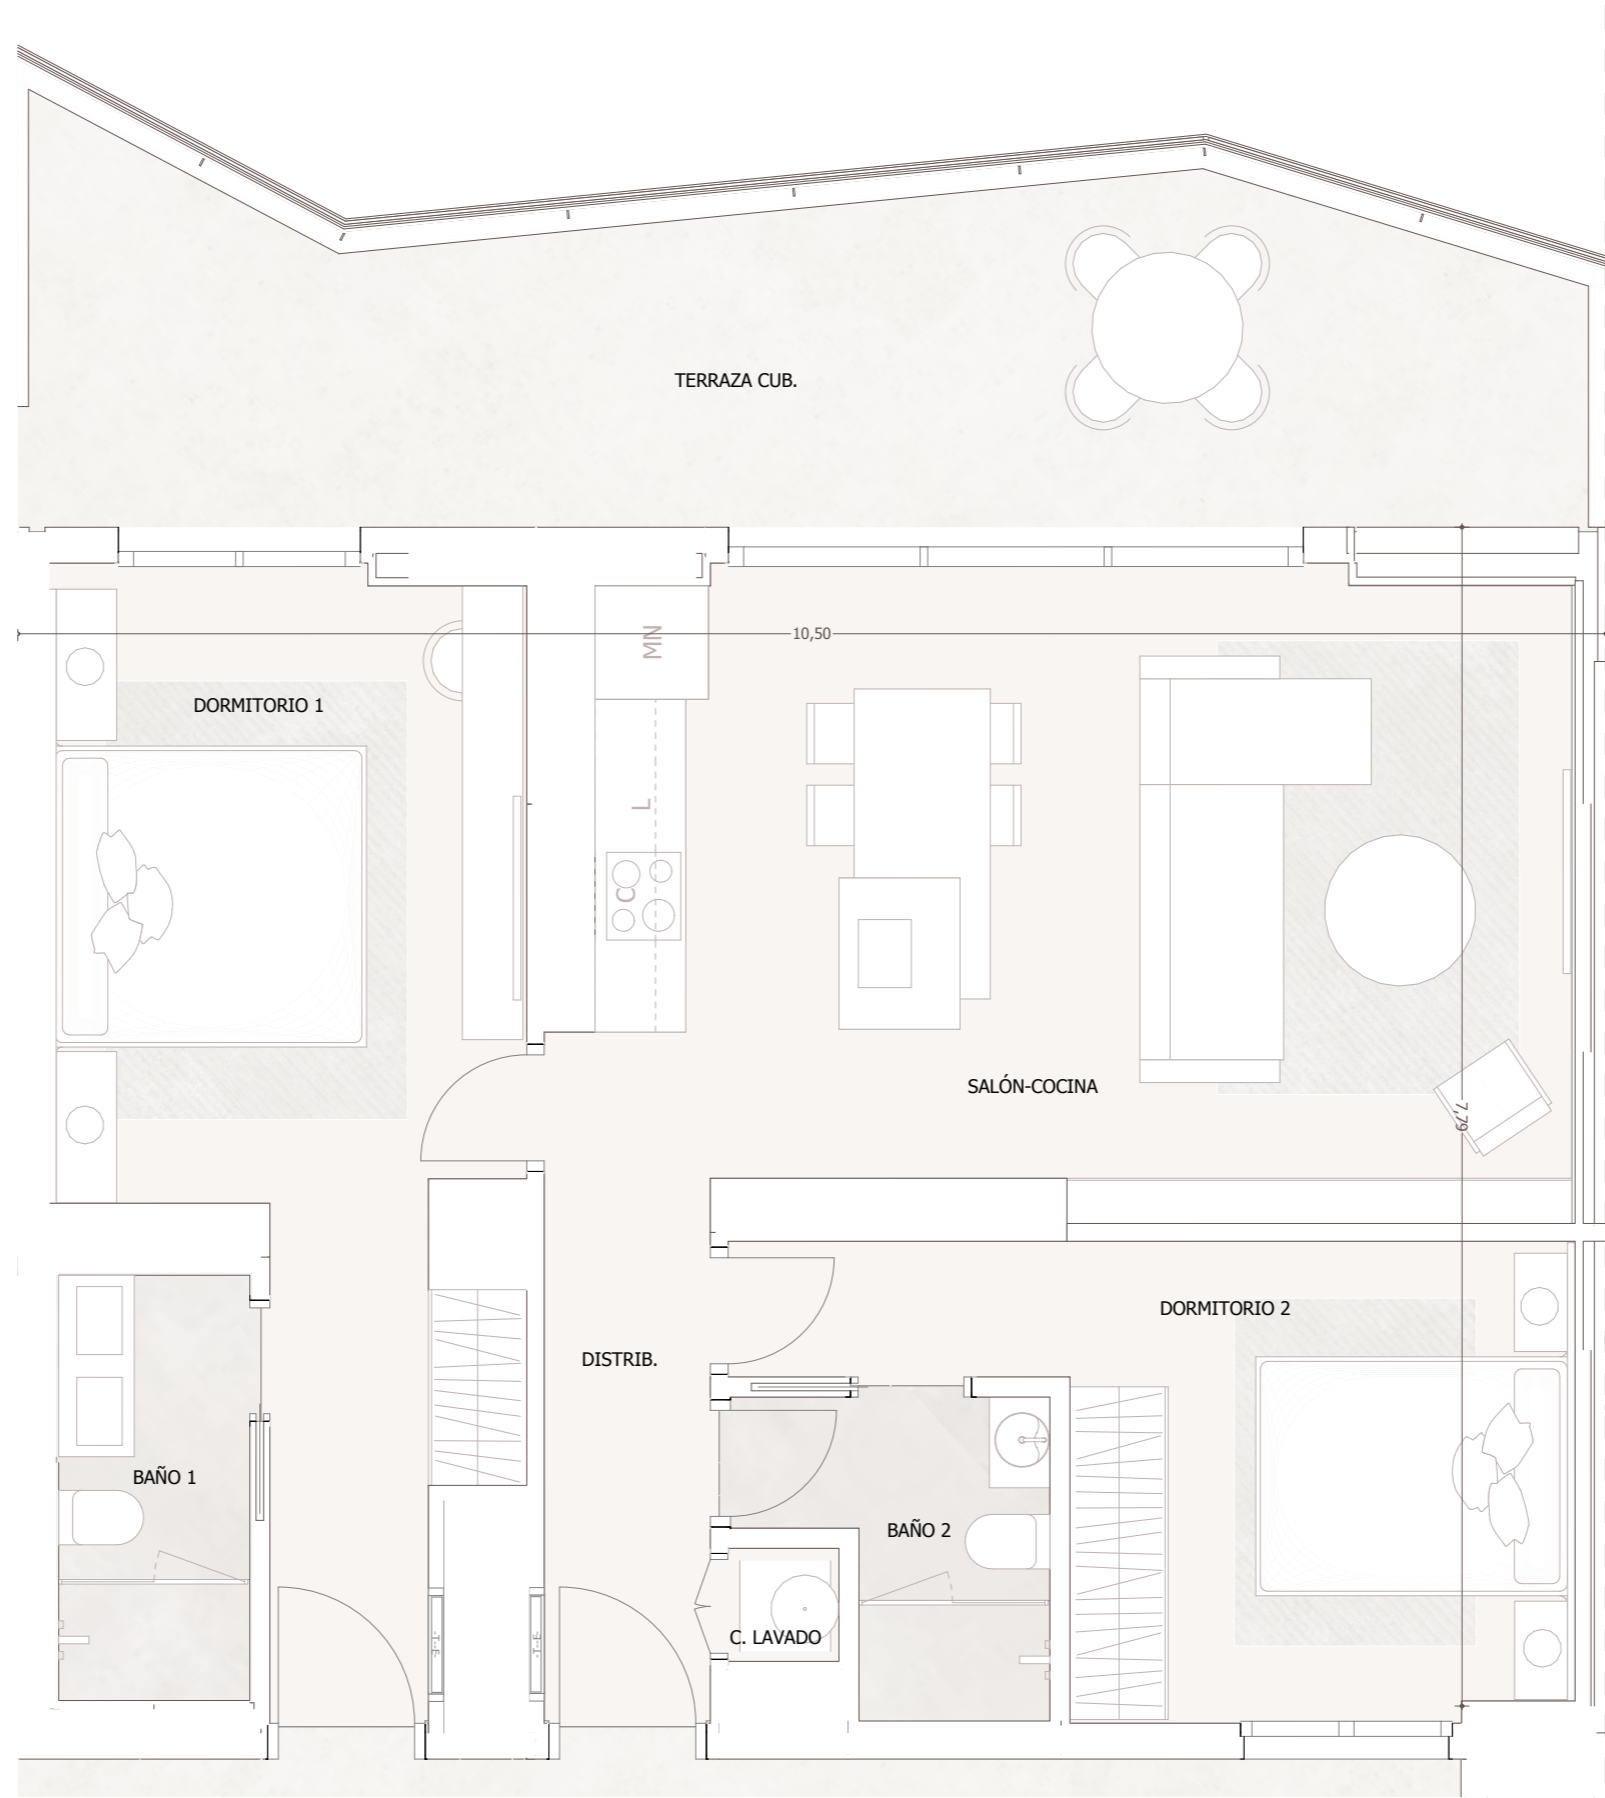 TERRAZA CUB.
10,50
MN
DORMITORIO 1
L
C
SALÓN-COCINA
7,79
DORMITORIO 2
DISTRIB.
BAÑO 1
BAÑO 2
C. LAVADO